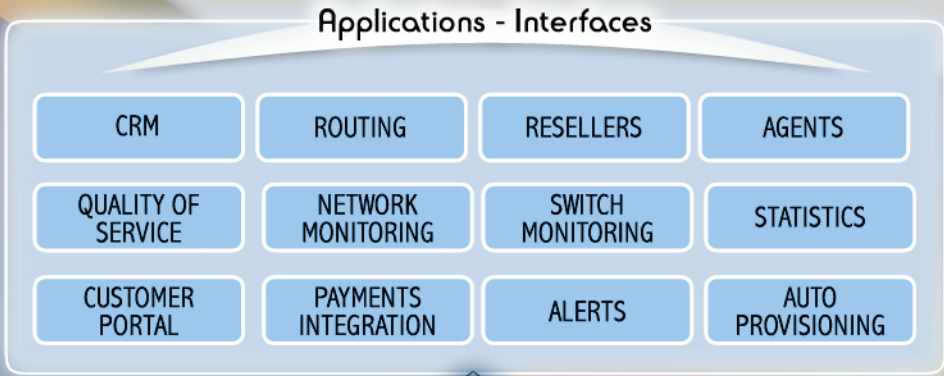 Applications - Interfaces
CRM
ROUTING
RESELLERS
AGENTS
QUALITY OF
SERVICE
NETWORK
MONITORING
SWITCH
MONITORING
STATISTICS
CUSTOMER
PORTAL
PAYMENTS
INTEGRATION
ALERTS
AUTO
PROVISIONING